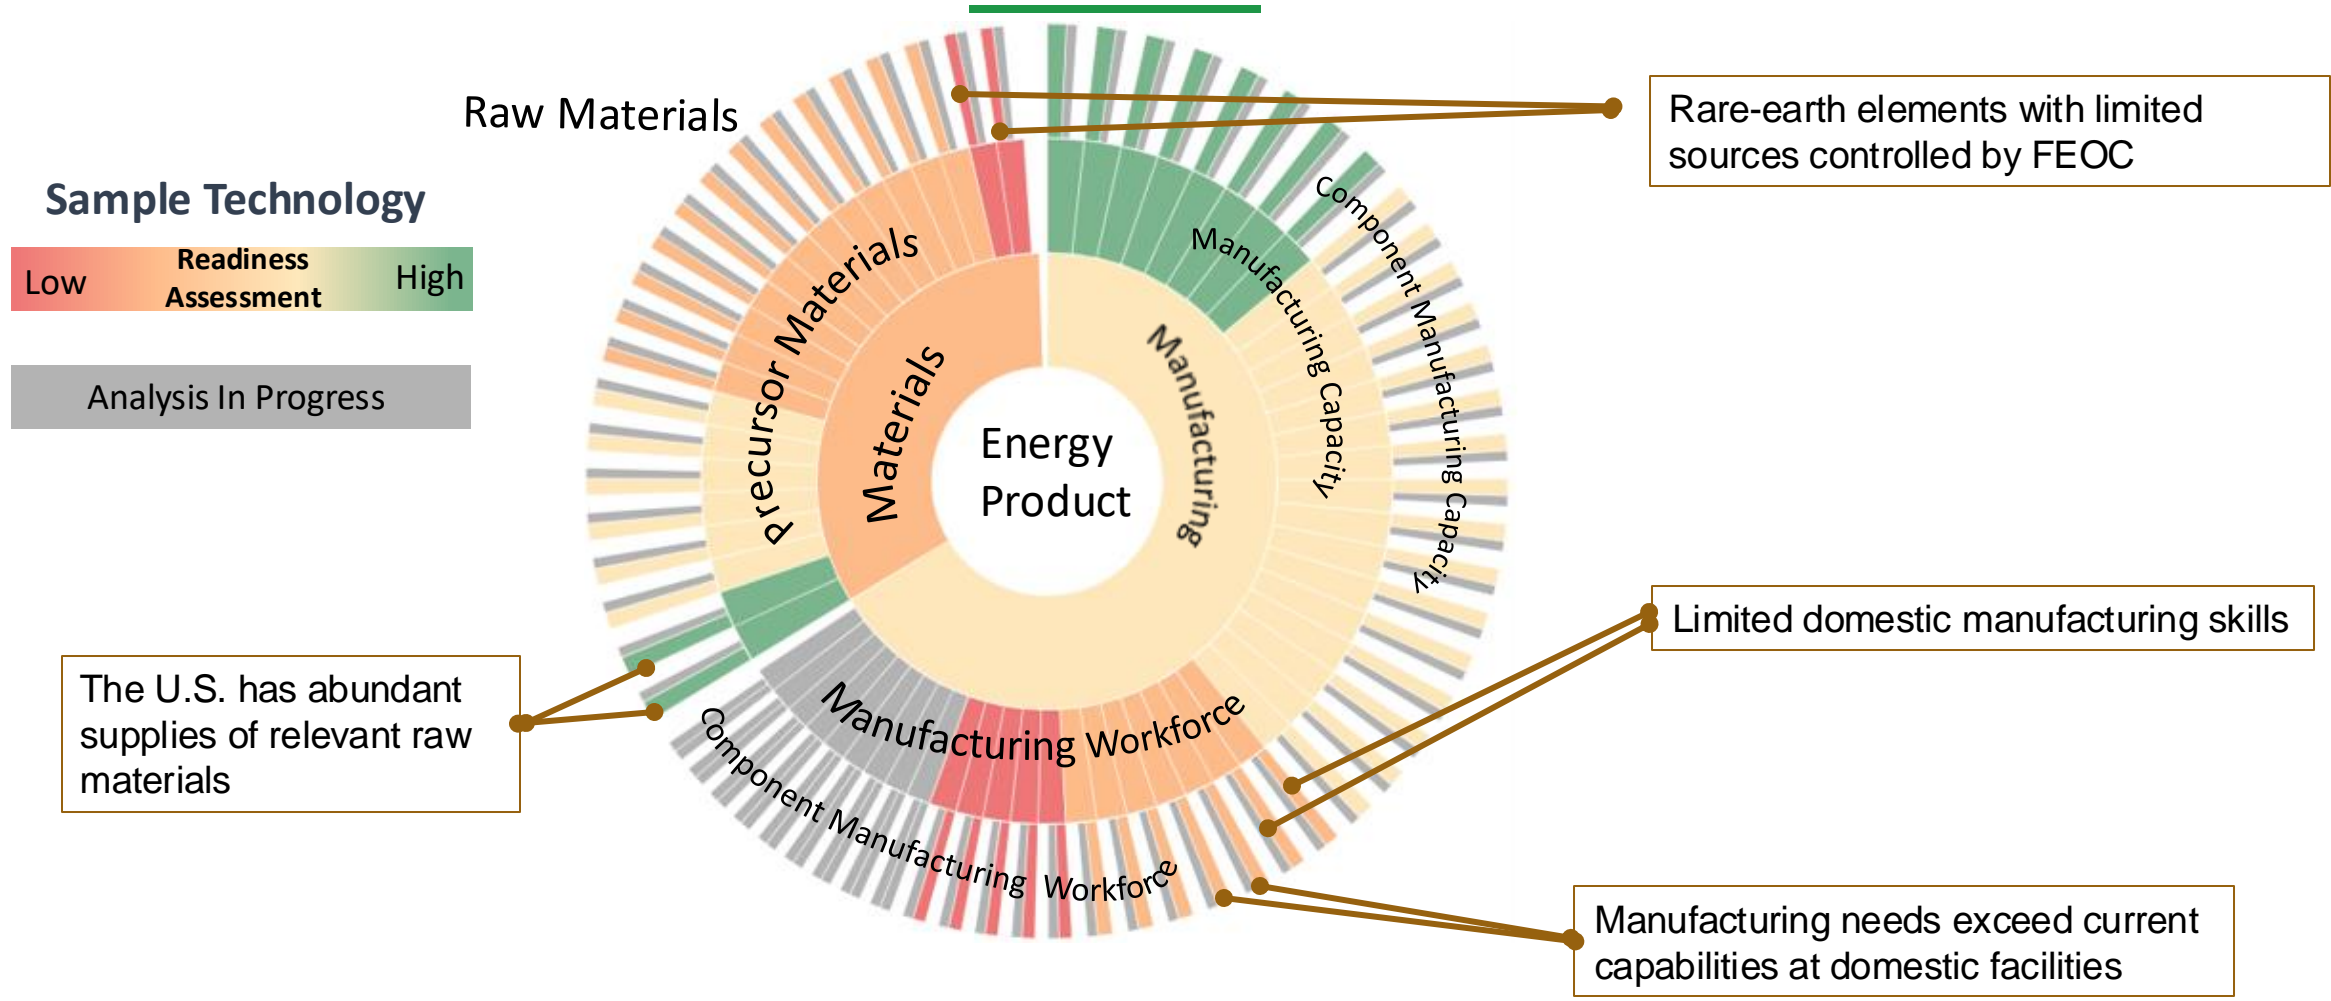 Raw Materials
Sample Technology
Low
Readiness
Assessment
High
Analysis In Progress
Energy
Product
Materials
Precursor Materials
Manufacturing
Manufacturing Capacity
Component Manufacturing Capacity
Manufacturing Workforce
Component Manufacturing Workforce
Rare-earth elements with limited
sources controlled by FEOC
Limited domestic manufacturing skills
Manufacturing needs exceed current
capabilities at domestic facilities
The U.S. has abundant
supplies of relevant raw
materials